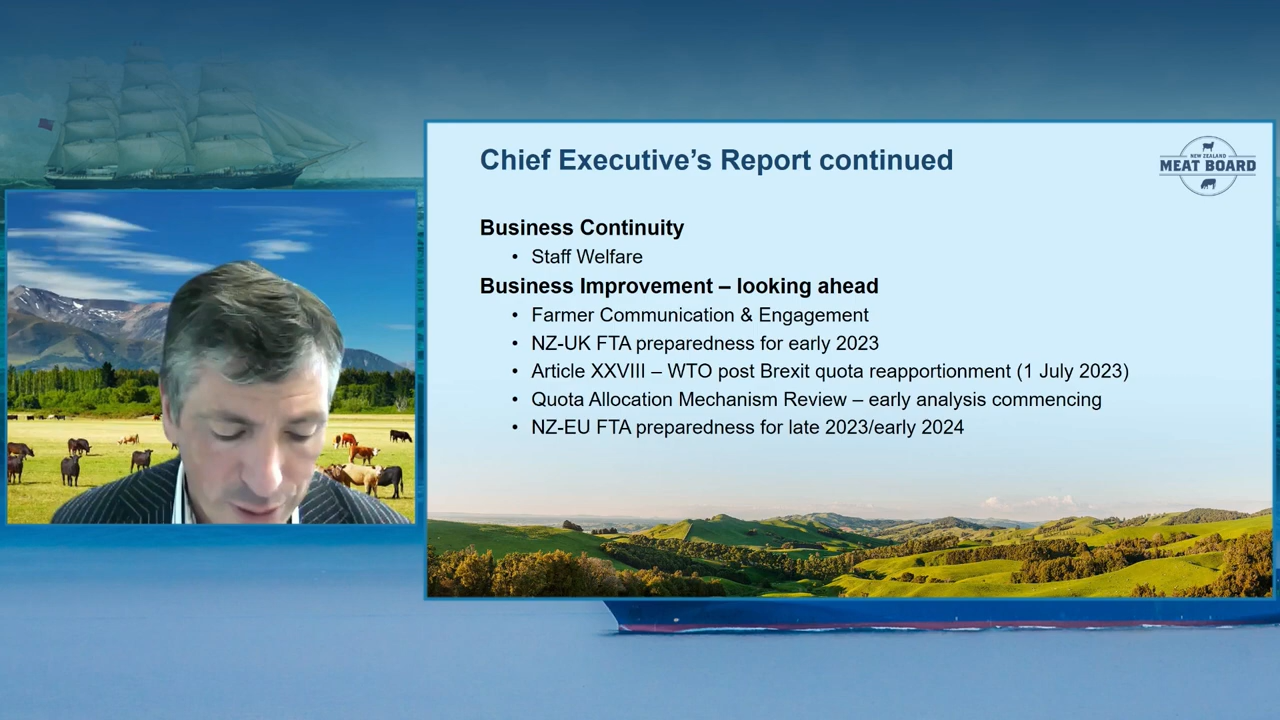 Chief Executive’s Report continued
NEW ZEALAND
MEAT BOARD
Business Continuity
• Staff Welfare
Business Improvement – looking ahead
• Farmer Communication & Engagement
• NZ-UK FTA preparedness for early 2023
• Article XXVIII – WTO post Brexit quota reapportionment (1 July 2023)
• Quota Allocation Mechanism Review – early analysis commencing
• NZ-EU FTA preparedness for late 2023/early 2024